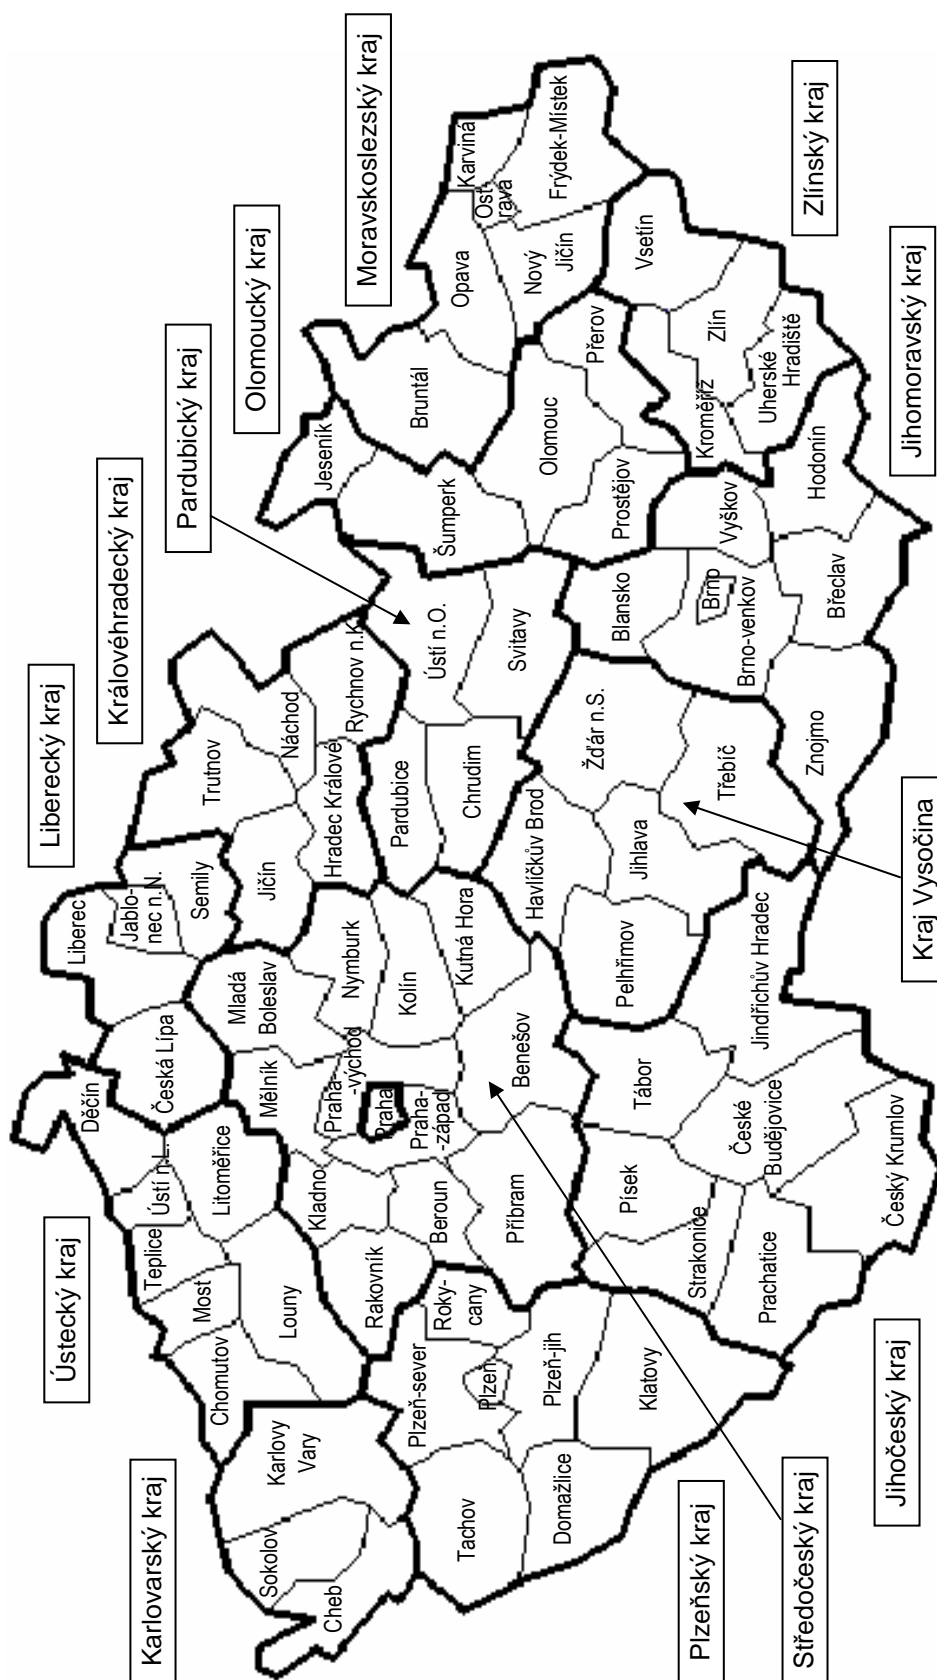 Karlovarský kraj
Ústecký kraj
Liberecký kraj
Královéhradecký kraj
Pardubický kraj
Olomoucký kraj
Moravskoslezský kraj
Zlínský kraj
Jihomoravský kraj
Kraj Vysočina
Jihočeský kraj
Středočeský kraj
Plzeňský kraj
Cheb
Sokolov
Karlovy
Vary
Chomutov
Most
Teplice
Ústí n.L.
Děčín
Louny
Litoměřice
Česká Lípa
Liberec
Jablo-
nec n.N.
Semily
Jičín
Trutnov
Náchod
Hradec Králové
Rychnov n.K.
Pardubice
Chrudim
Ústí n.O.
Svitavy
Rakovník
Kladno
Mělník
Mladá
Boleslav
Nymburk
Kolín
Kutná Hora
Praha-
-východ
Praha
Praha-
-západ
Beroun
Příbram
Benešov
Tachov
Plzeň-sever
Plzeň
Roky-
cany
Plzeň-jih
Domažlice
Klatovy
Písek
Tábor
Strakonice
Prachatice
České
Budějovice
Jindřichův Hradec
Český Krumlov
Pelhřimov
Havlíčkův Brod
Jihlava
Žďár n.S.
Třebíč
Jeseník
Šumperk
Olomouc
Prostějov
Přerov
Bruntál
Opava
Ost
rava
Karviná
Nový
Jičín
Frýdek-Místek
Vsetín
Zlín
Kroměříž
Uherské
Hradiště
Blansko
Brno
Brno-venkov
Vyškov
Hodonín
Břeclav
Znojmo